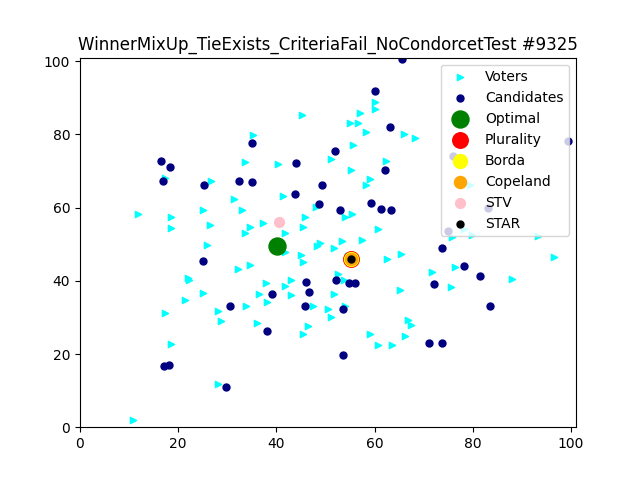 WinnerMixUp_TieExists_CriteriaFail_NoCondorcetTest #9325
100
80
60
40
20
0
0
20
40
60
80
100
Voters
Candidates
Optimal
Plurality
Borda
Copeland
STV
STAR